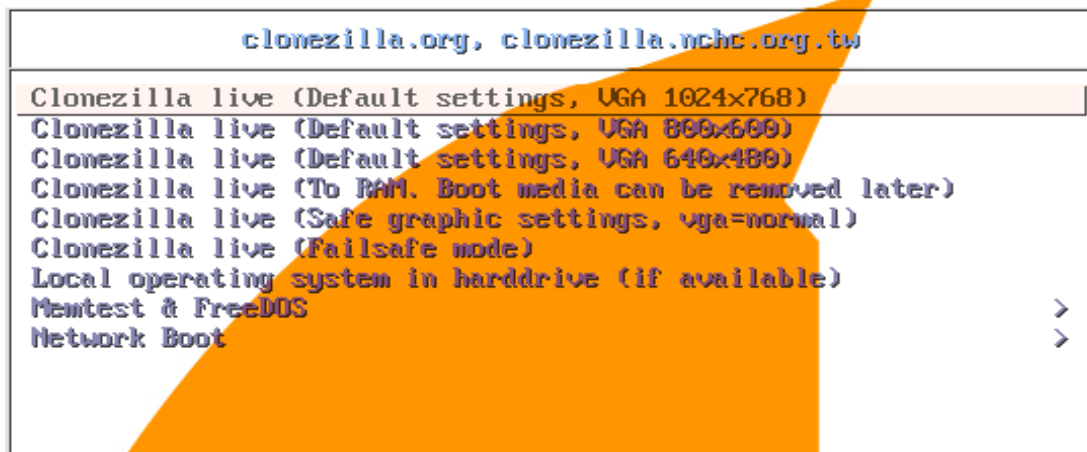 clonezilla.org, clonezilla.nchc.org.tw
Clonezilla live (Default settings, VGA 1024x768)
Clonezilla live (Default settings, VGA 800x600)
Clonezilla live (Default settings, VGA 640x480)
Clonezilla live (To RAM. Boot media can be removed later)
Clonezilla live (Safe graphic settings, vga=normal)
Clonezilla live (Failsafe mode)
Local operating system in harddrive (if available)
Memtest & FreeDOS >
Network Boot >